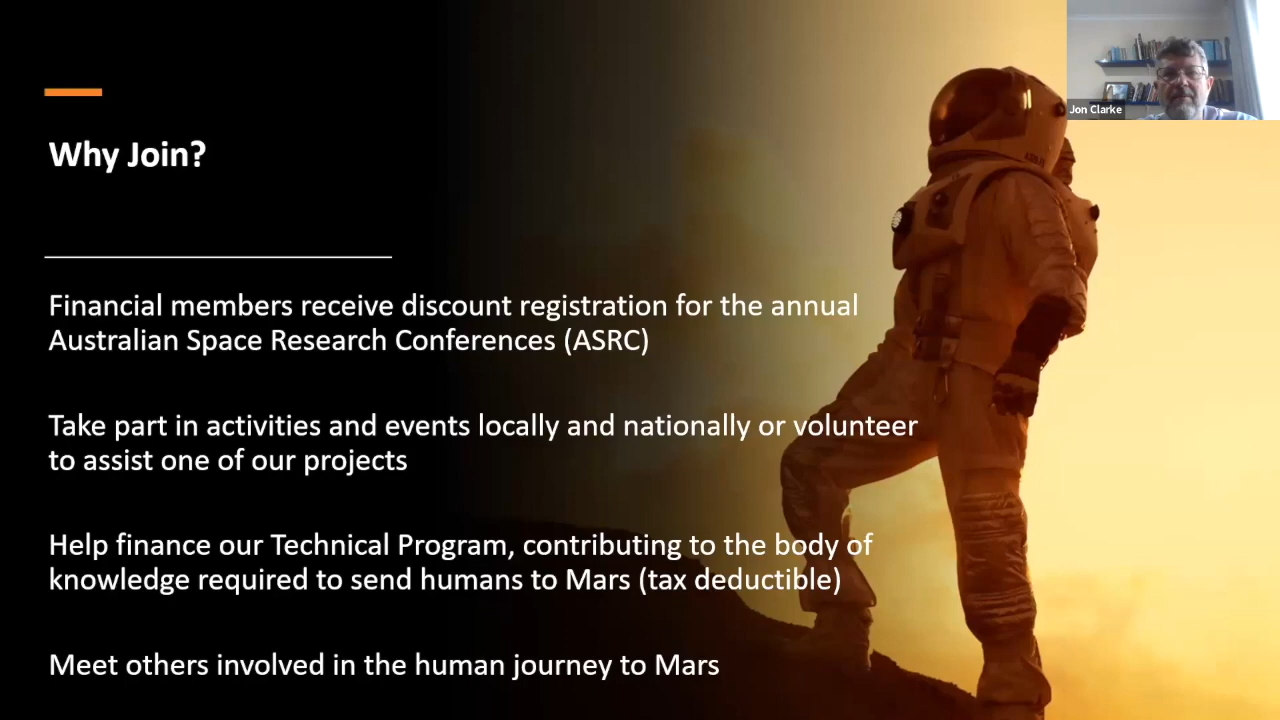 Jon Clarke
Why Join?
Financial members receive discount registration for the annual
Australian Space Research Conferences (ASRC)
Take part in activities and events locally and nationally or volunteer
to assist one of our projects
Help finance our Technical Program, contributing to the body of
knowledge required to send humans to Mars (tax deductible)
Meet others involved in the human journey to Mars